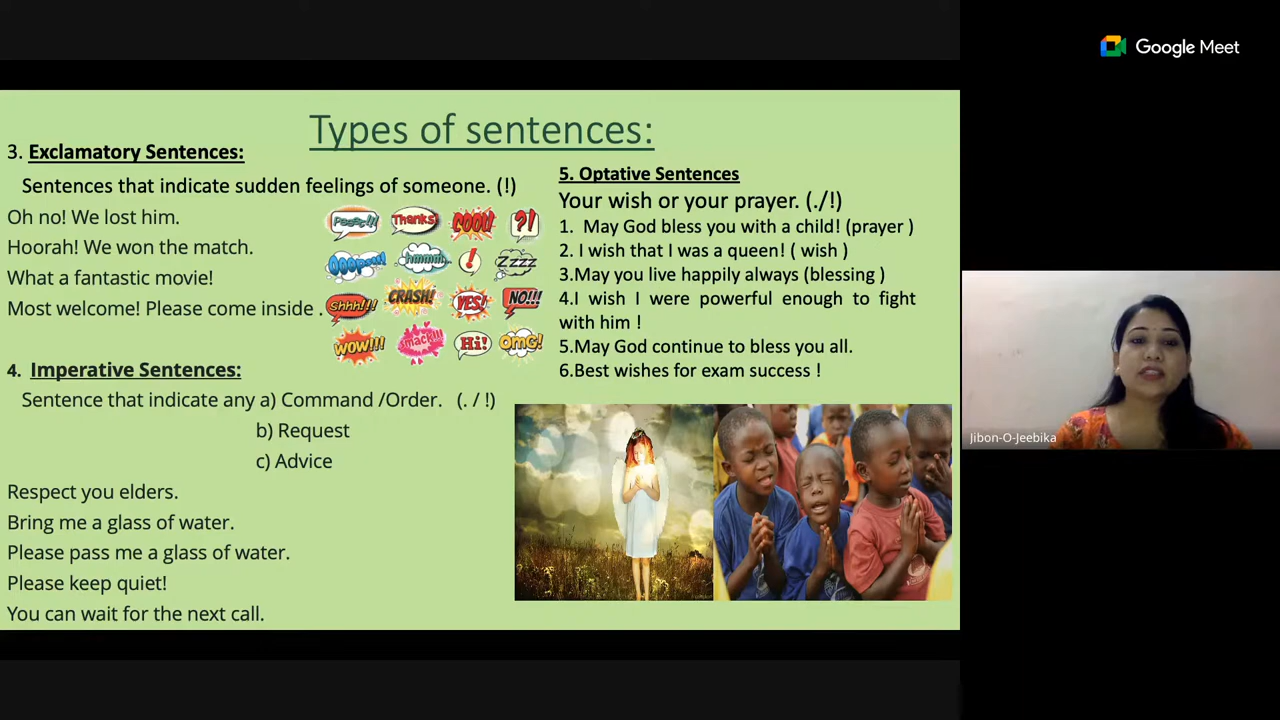 Google Meet
Types of sentences:
3. Exclamatory Sentences:
Sentences that indicate sudden feelings of someone. (!)
Oh no! We lost him.
Hoorah! We won the match.
What a fantastic movie!
Most welcome! Please come inside .
Psssst!!! Thanks! COOL! ?!
OOOPS!!! hmmm ! ZZZZ
Shhh!!! CRASH! YES! NO!!!
WOW!!! smack!!! Hi! OMG!
4. Imperative Sentences:
Sentence that indicate any a) Command /Order. (. / !)
b) Request
c) Advice
Respect you elders.
Bring me a glass of water.
Please pass me a glass of water.
Please keep quiet!
You can wait for the next call.
5. Optative Sentences
Your wish or your prayer. (./!)
1. May God bless you with a child! (prayer )
2. I wish that I was a queen! ( wish )
3.May you live happily always (blessing )
4.I wish I were powerful enough to fight
with him !
5.May God continue to bless you all.
6.Best wishes for exam success !
Jibon-O-Jeebika